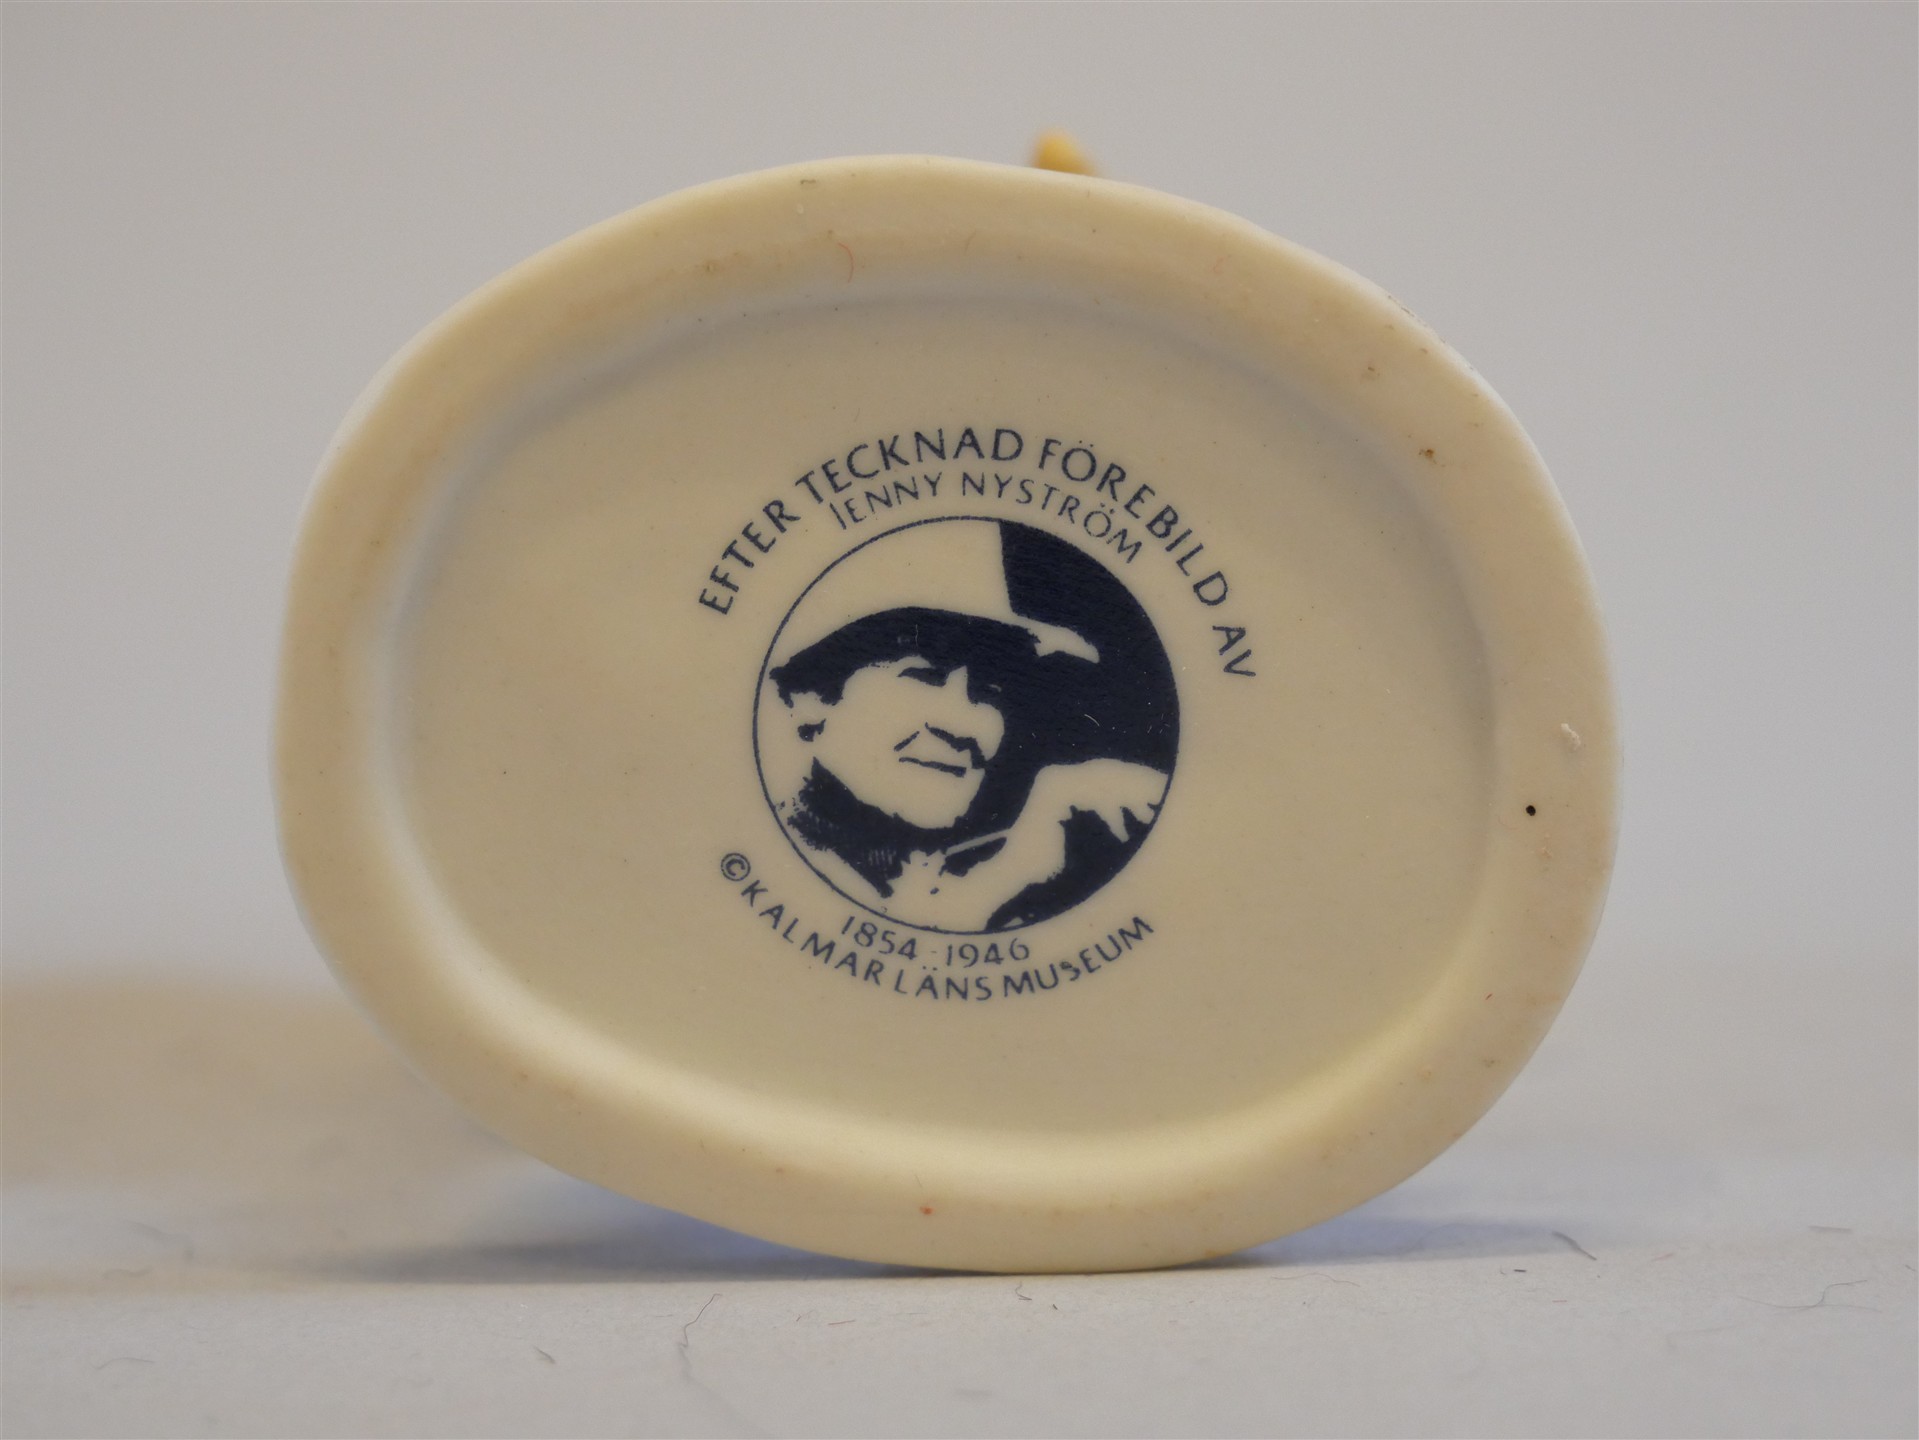 EFTER TECKNAD FÖREBILD AV
JENNY NYSTRÖM
1854-1946
©KALMAR LÄNS MUSEUM